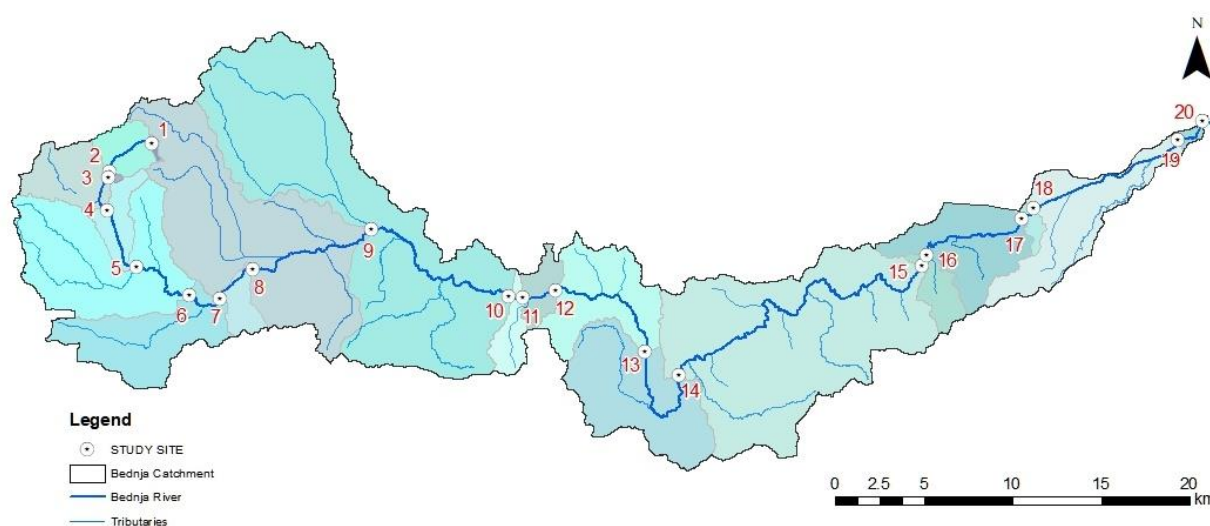 N
20
1
19
2
3
18
4
17
9
16
5
15
8
12
10
6
7
11
13
14
Legend
STUDY SITE
Bednja Catchment
Bednja River
Tributaries
0 2.5 5 10 15 20
km